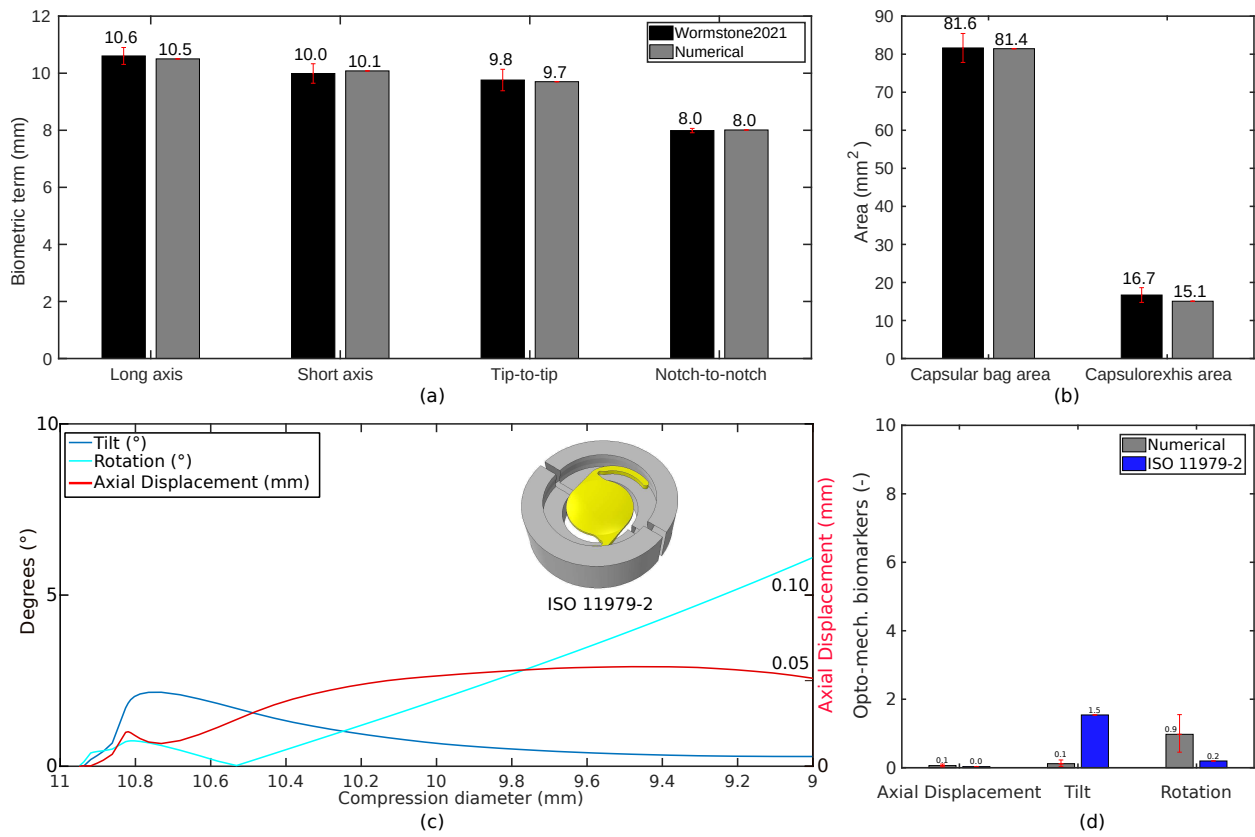 12
10
8
6
4
2
0
Biometric term (mm)
10.6
10.5
10.0
10.1
9.8
9.7
8.0
8.0
Wormstone2021
Numerical
Long axis
Short axis
Tip-to-tip
Notch-to-notch
(a)
90
80
70
60
50
40
30
20
10
0
Area (mm²)
81.6
81.4
16.7
15.1
Capsular bag area
Capsulorexhis area
(b)
10
5
0
Degrees (°)
Tilt (°)
Rotation (°)
Axial Displacement (mm)
ISO 11979-2
0.10
0.05
0
Axial Displacement (mm)
11
10.8
10.6
10.4
10.2
10
9.8
9.6
9.4
9.2
9
Compression diameter (mm)
(c)
10
8
6
4
2
0
Opto-mech. biomarkers (-)
Numerical
ISO 11979-2
0.1
0.0
0.1
1.5
0.9
0.2
Axial Displacement
Tilt
Rotation
(d)